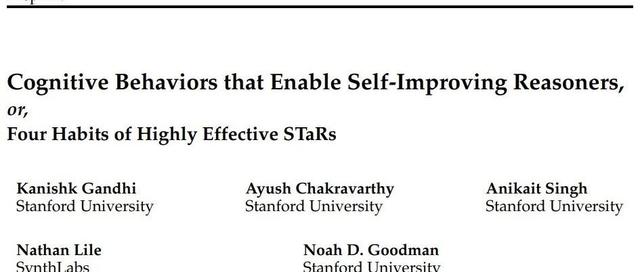 Cognitive Behaviors that Enable Self-Improving Reasoners,
or,
Four Habits of Highly Effective STaRs
Kanishk Gandhi Ayush Chakravarthy Anikait Singh
Stanford University Stanford University Stanford University
Nathan Lile Noah D. Goodman
SynthLabs Stanford University